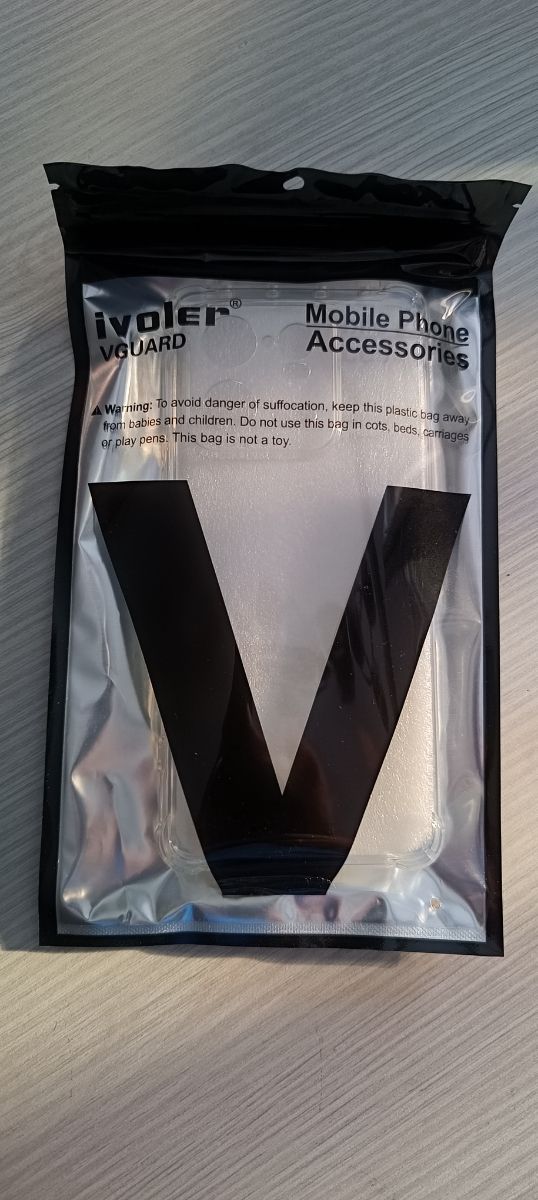 ivoler®
VGUARD
Mobile Phone
Accessories
⚠ Warning: To avoid danger of suffocation, keep this plastic bag away
from babies and children. Do not use this bag in cots, beds, carriages
or play pens. This bag is not a toy.
V